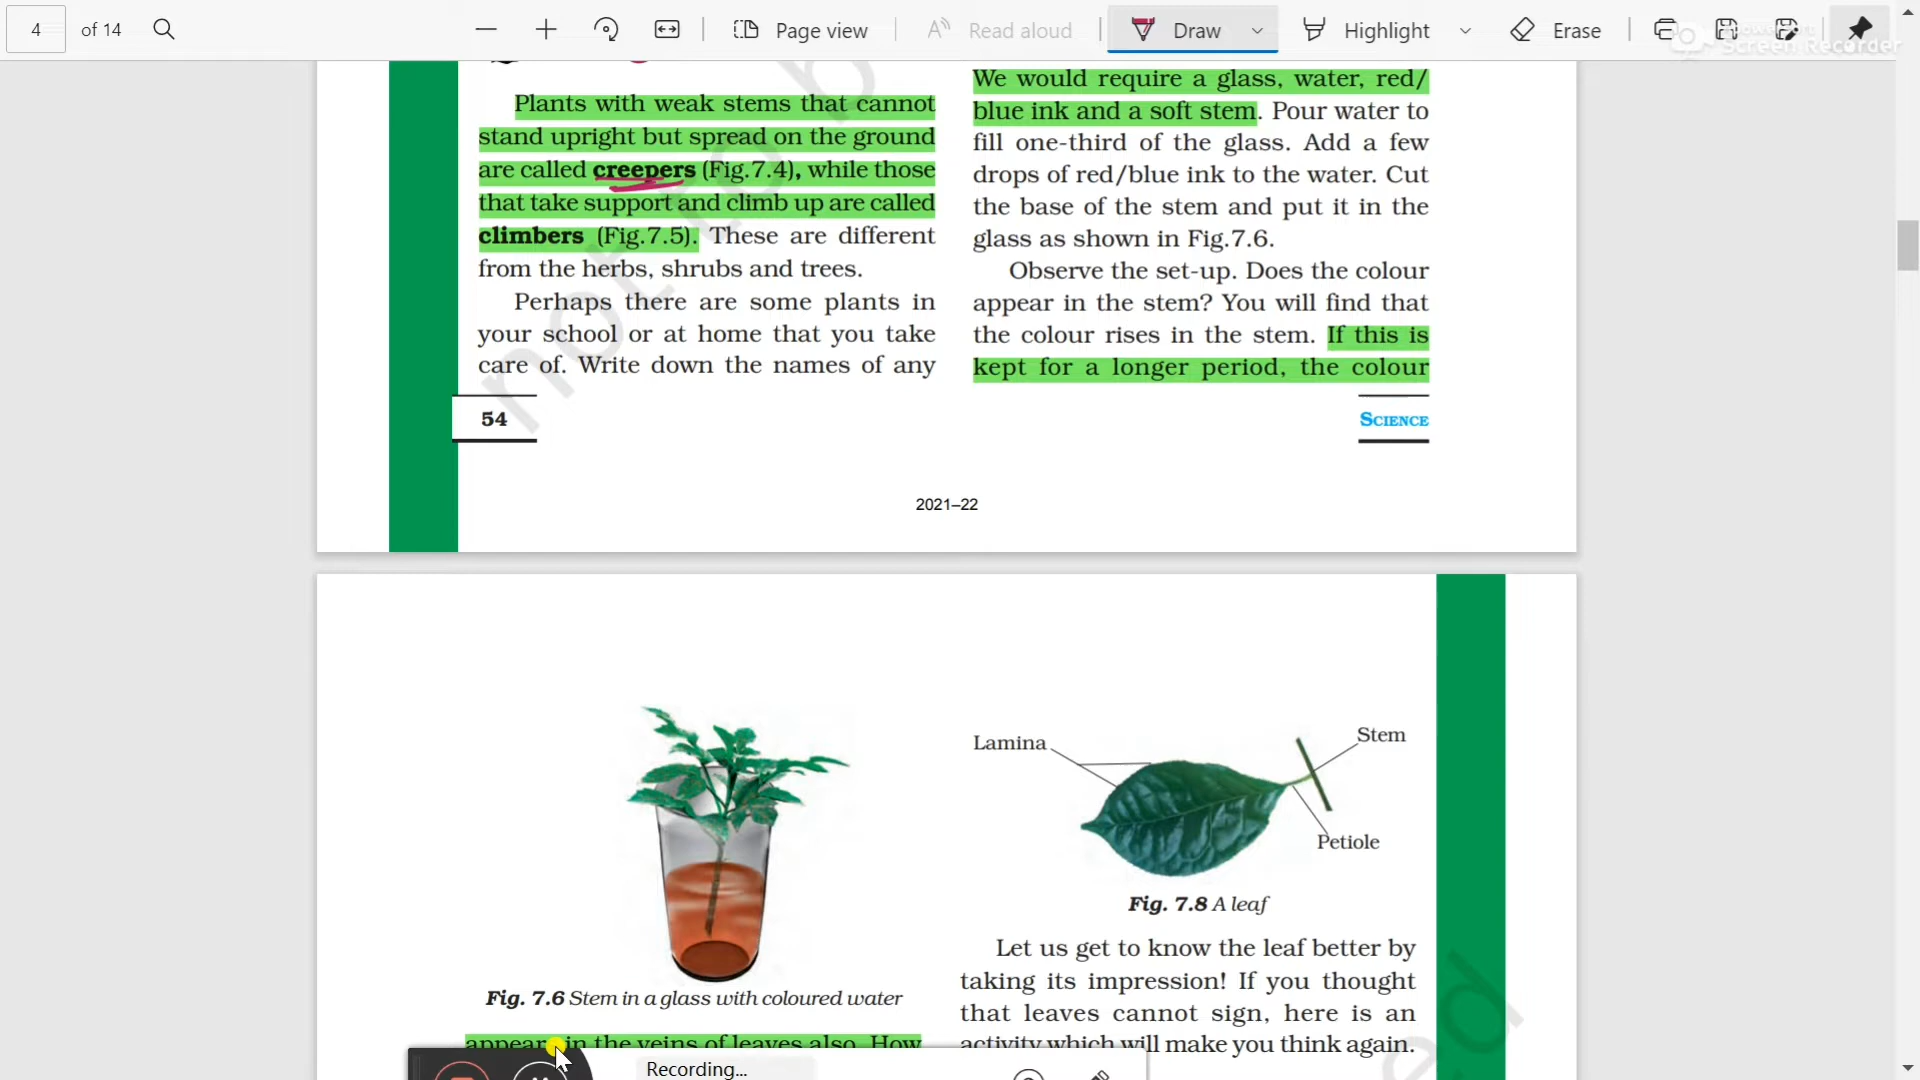 4 of 14 Page view Read aloud Draw Highlight Erase
Screen Recorder
Plants with weak stems that cannot
stand upright but spread on the ground
are called creepers (Fig.7.4), while those
that take support and climb up are called
climbers (Fig.7.5). These are different
from the herbs, shrubs and trees.
Perhaps there are some plants in
your school or at home that you take
care of. Write down the names of any
54
We would require a glass, water, red/
blue ink and a soft stem. Pour water to
fill one-third of the glass. Add a few
drops of red/blue ink to the water. Cut
the base of the stem and put it in the
glass as shown in Fig.7.6.
Observe the set-up. Does the colour
appear in the stem? You will find that
the colour rises in the stem. If this is
kept for a longer period, the colour
SCIENCE
2021–22
Fig. 7.6 Stem in a glass with coloured water
appears in the veins of leaves also. How
Lamina
Stem
Petiole
Fig. 7.8 A leaf
Let us get to know the leaf better by
taking its impression! If you thought
that leaves cannot sign, here is an
activity which will make you think again.
Recording...
not to b
ed